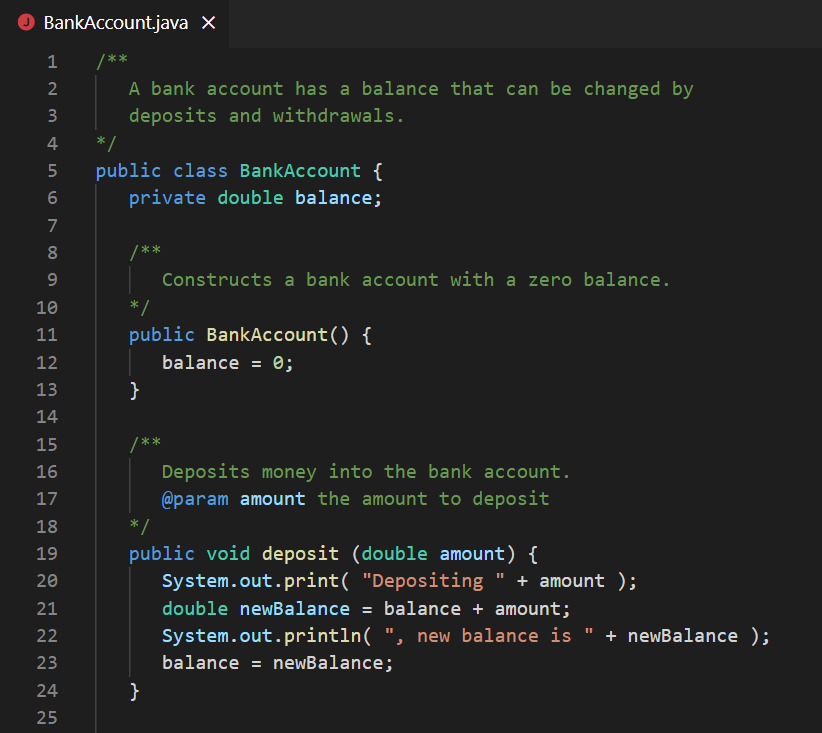 J BankAccount.java ×
1 /**
2 A bank account has a balance that can be changed by
3 deposits and withdrawals.
4 */
5 public class BankAccount {
6 private double balance;
7
8 /**
9 Constructs a bank account with a zero balance.
10 */
11 public BankAccount() {
12 balance = 0;
13 }
14
15 /**
16 Deposits money into the bank account.
17 @param amount the amount to deposit
18 */
19 public void deposit (double amount) {
20 System.out.print( "Depositing " + amount );
21 double newBalance = balance + amount;
22 System.out.println( ", new balance is " + newBalance );
23 balance = newBalance;
24 }
25